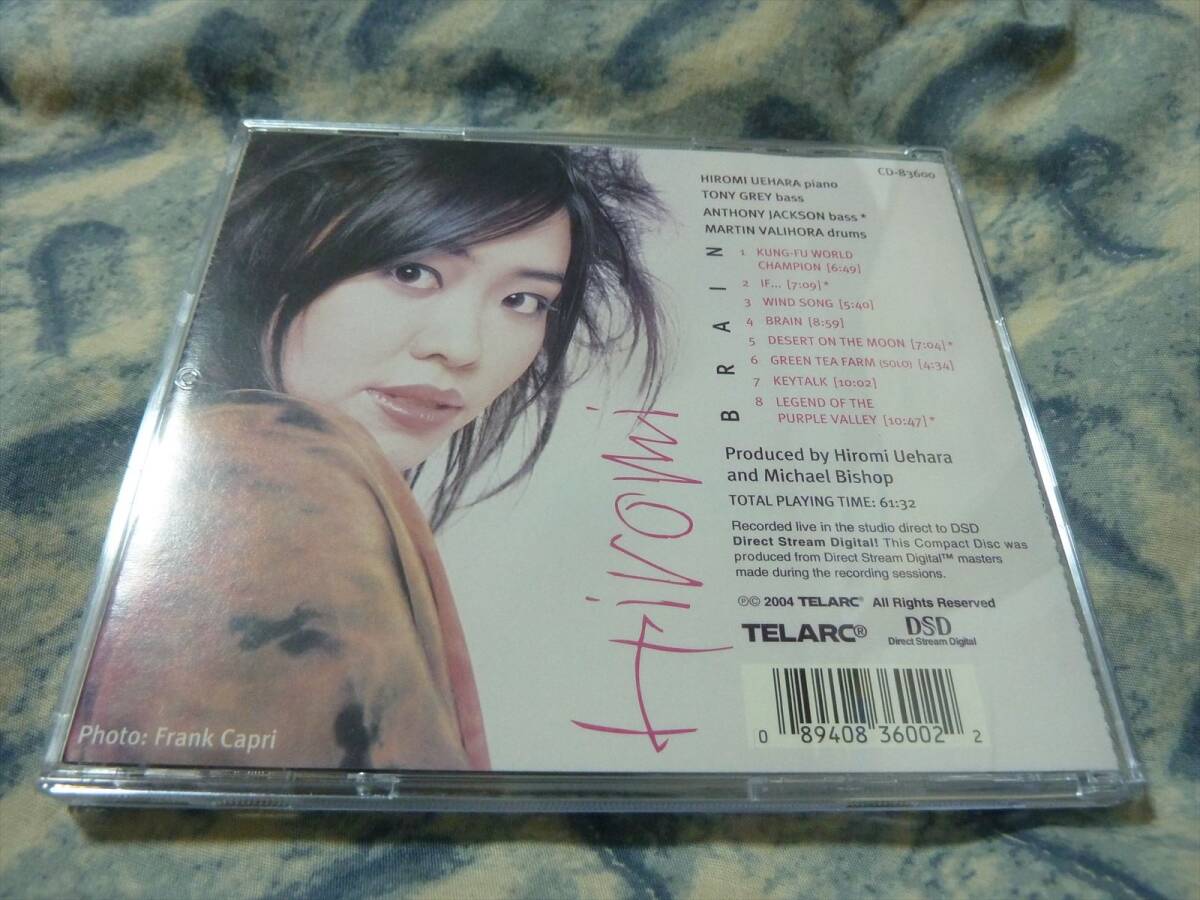 CD-83600
HIROMI UEHARA piano
TONY GREY bass
ANTHONY JACKSON bass *
MARTIN VALIHORA drums
BRAIN
1 KUNG-FU WORLD
CHAMPION [6:49]
2 IF... [7:09] *
3 WIND SONG [5:40]
4 BRAIN [8:59]
5 DESERT ON THE MOON [7:04] *
6 GREEN TEA FARM (SOLO) [4:34]
7 KEYTALK [10:02]
8 LEGEND OF THE
PURPLE VALLEY [10:47] *
Hiromi
Produced by Hiromi Uehara
and Michael Bishop
TOTAL PLAYING TIME: 61:32
Recorded live in the studio direct to DSD
Direct Stream Digital! This Compact Disc was
produced from Direct Stream Digital™ masters
made during the recording sessions.
℗© 2004 TELARC® All Rights Reserved
TELARC® DSD
Direct Stream Digital
0 89408 36002 2
Photo: Frank Capri